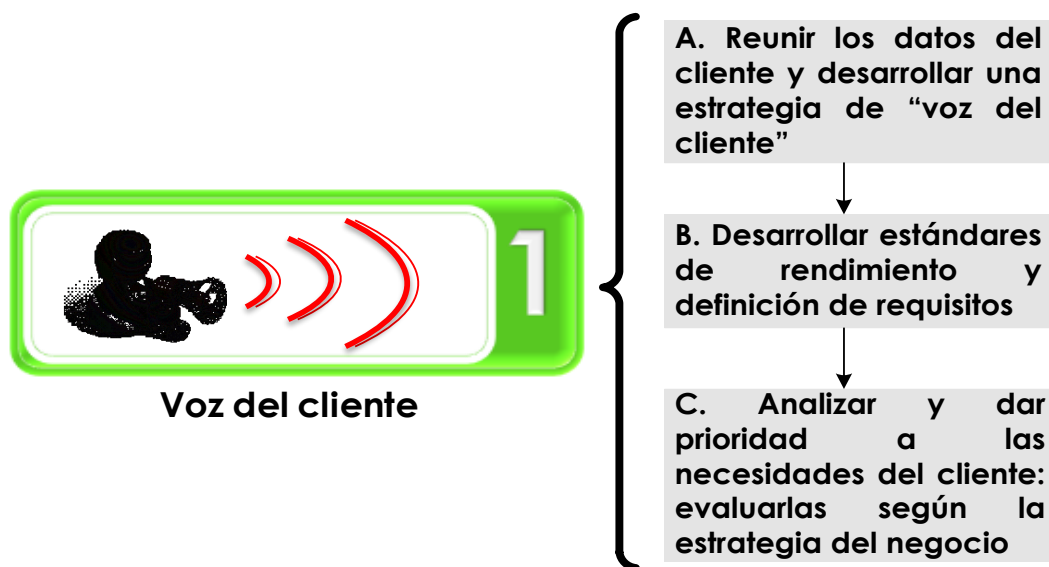 A. Reunir los datos del
cliente y desarrollar una
estrategia de “voz del
cliente”
1
B. Desarrollar estándares
de rendimiento y
definición de requisitos
Voz del cliente
C. Analizar y dar
prioridad a las
necesidades del cliente:
evaluarlas según la
estrategia del negocio